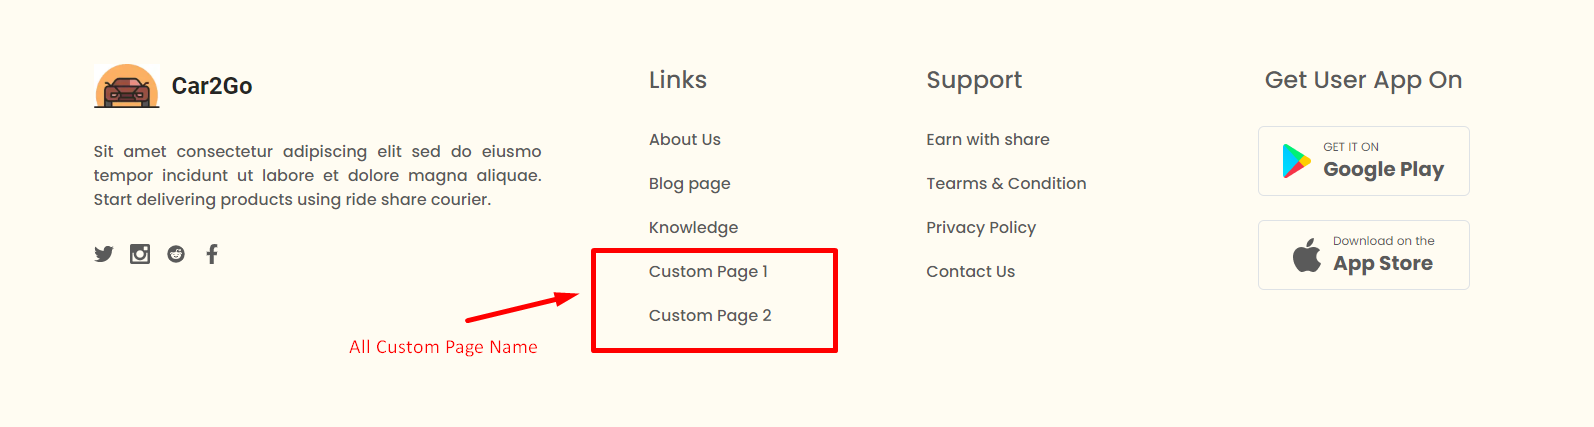 Car2Go
Sit amet consectetur adipiscing elit sed do eiusmo
tempor incidunt ut labore et dolore magna aliquae.
Start delivering products using ride share courier.
All Custom Page Name
Links
About Us
Blog page
Knowledge
Custom Page 1
Custom Page 2
Support
Earn with share
Tearms & Condition
Privacy Policy
Contact Us
Get User App On
GET IT ON
Google Play
Download on the
App Store